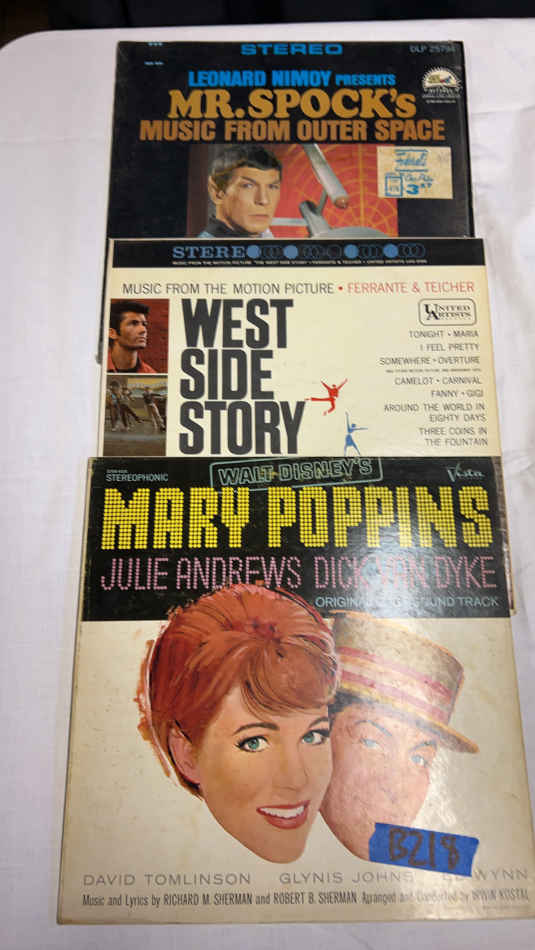 STEREO
DLP 25794
LEONARD NIMOY PRESENTS
MR. SPOCK'S
MUSIC FROM OUTER SPACE
STEREO
MUSIC FROM THE MOTION PICTURE • FERRANTE & TEICHER
UNITED
ARTISTS
WEST
SIDE
STORY
TONIGHT • MARIA
I FEEL PRETTY
SOMEWHERE • OVERTURE
CAMELOT • CARNIVAL
FANNY • GIGI
AROUND THE WORLD IN
EIGHTY DAYS
THREE COINS IN
THE FOUNTAIN
STEREOPHONIC
WALT DISNEY'S
Vista
MARY POPPINS
JULIE ANDREWS DICK VAN DYKE
ORIGINAL CAST SOUND TRACK
B218
DAVID TOMLINSON GLYNIS JOHNS ED WYNN
Music and Lyrics by RICHARD M. SHERMAN and ROBERT B. SHERMAN Arranged and Conducted by IRWIN KOSTAL